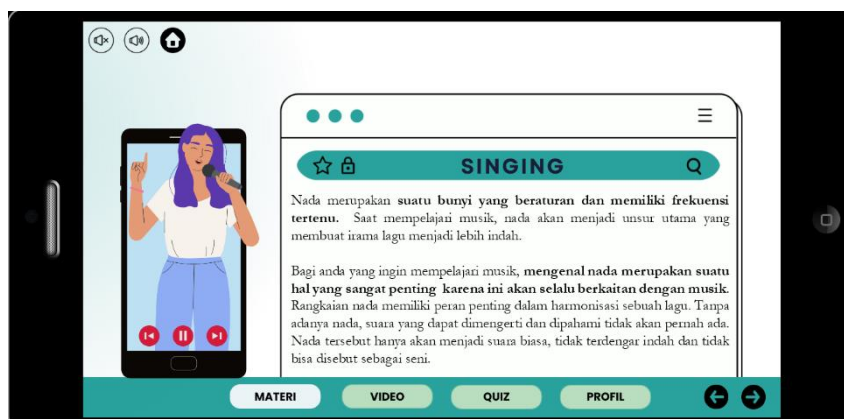 SINGING
Nada merupakan suatu bunyi yang beraturan dan memiliki frekuensi
tertenu. Saat mempelajari musik, nada akan menjadi unsur utama yang
membuat irama lagu menjadi lebih indah.
Bagi anda yang ingin mempelajari musik, mengenal nada merupakan suatu
hal yang sangat penting karena ini akan selalu berkaitan dengan musik.
Rangkaian nada memiliki peran penting dalam harmonisasi sebuah lagu. Tanpa
adanya nada, suara yang dapat dimengerti dan dipahami tidak akan pernah ada.
Nada tersebut hanya akan menjadi suara biasa, tidak terdengar indah dan tidak
bisa disebut sebagai seni.
MATERI VIDEO QUIZ PROFIL